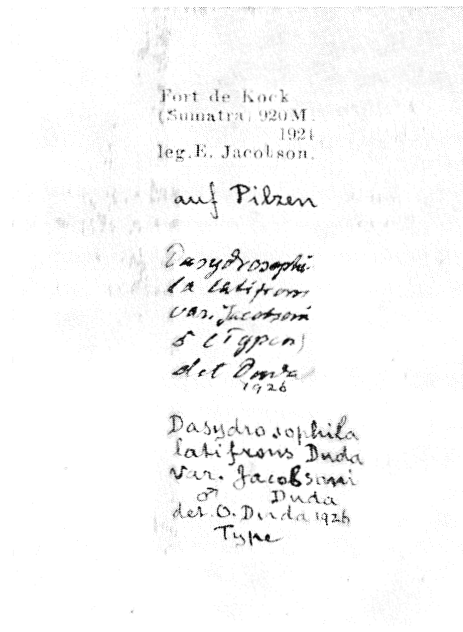 Fort de Kock
(Sumatra) 920 M.
1921
leg. E. Jacobson.
auf Pilzen
Dasydrosophi
la latifrons
var. Jacobsoni
♂ (Typen)
det Duda
1926
Dasydrosophila
latifrons Duda
var. Jacobsoni
♂ Duda
det. O. Duda 1926
Type